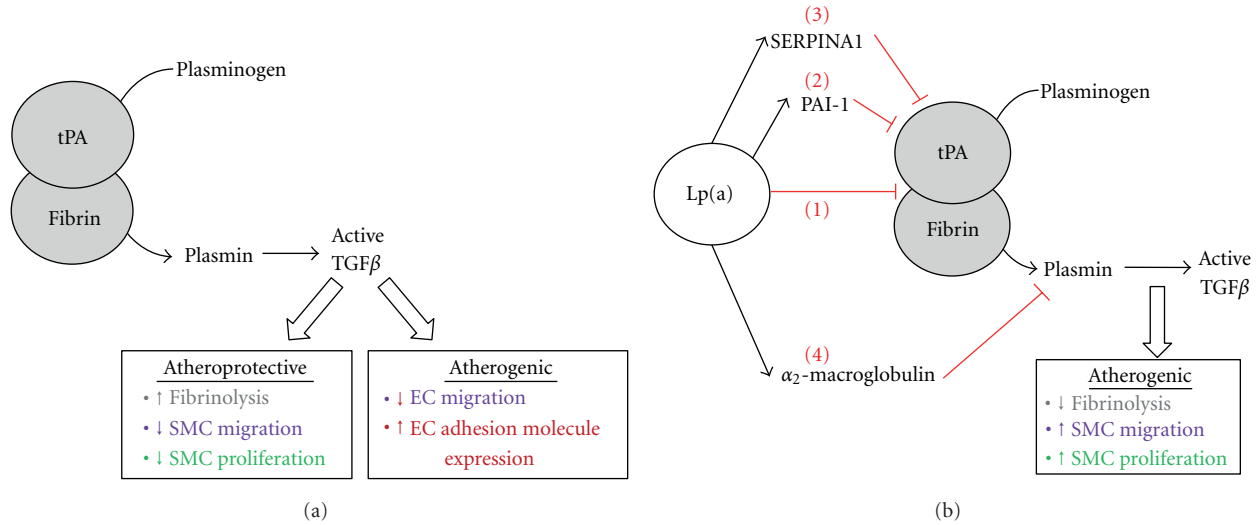 Plasminogen
tPA
Fibrin
Plasmin
Active
TGFβ
Atheroprotective
• ↑ Fibrinolysis
• ↓ SMC migration
• ↓ SMC proliferation
Atherogenic
• ↓ EC migration
• ↑ EC adhesion molecule
expression
(a)
(3)
SERPINA1
(2)
PAI-1
Plasminogen
tPA
Lp(a)
(1)
Fibrin
Plasmin
Active
TGFβ
(4)
α₂-macroglobulin
Atherogenic
• ↓ Fibrinolysis
• ↑ SMC migration
• ↑ SMC proliferation
(b)